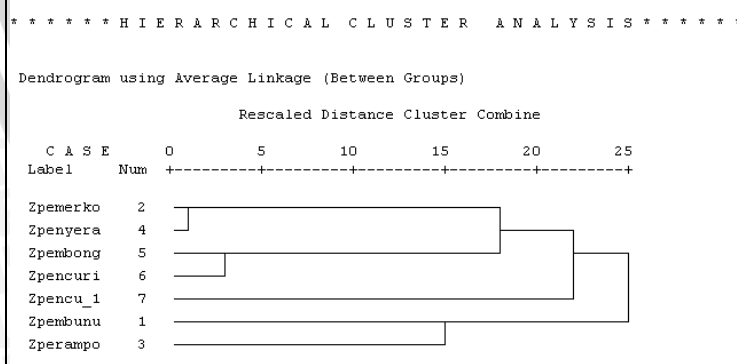 * * * * * * H I E R A R C H I C A L   C L U S T E R   A N A L Y S I S * * * * * *
Dendrogram using Average Linkage (Between Groups)
Rescaled Distance Cluster Combine
C A S E   0   5   10   15   20   25
Label   Num   +---------+---------+---------+---------+---------+
Zpemerko   2
Zpenyera   4
Zpembong   5
Zpencuri   6
Zpencu_1   7
Zpembunu   1
Zperampo   3